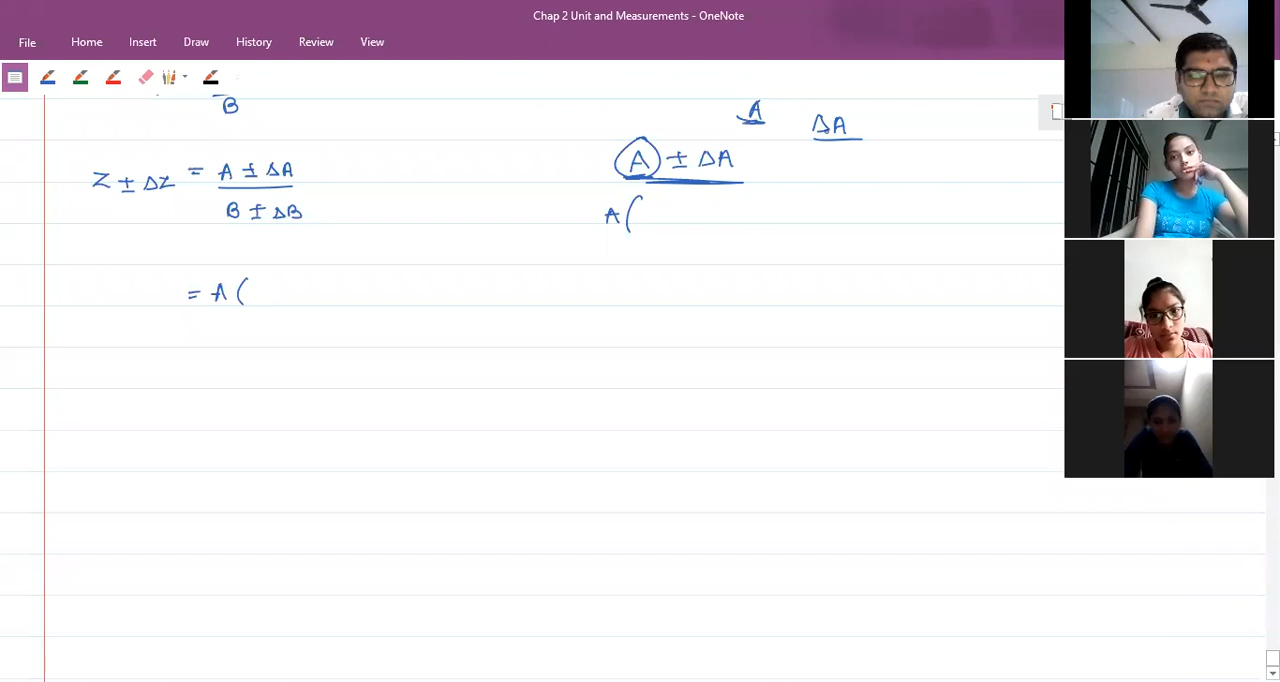 Chap 2 Unit and Measurements - OneNote
File Home Insert Draw History Review View
B
A
ΔA
A ± ΔA
Z ± ΔZ = A ± ΔA
B ± ΔB
A (
= A (